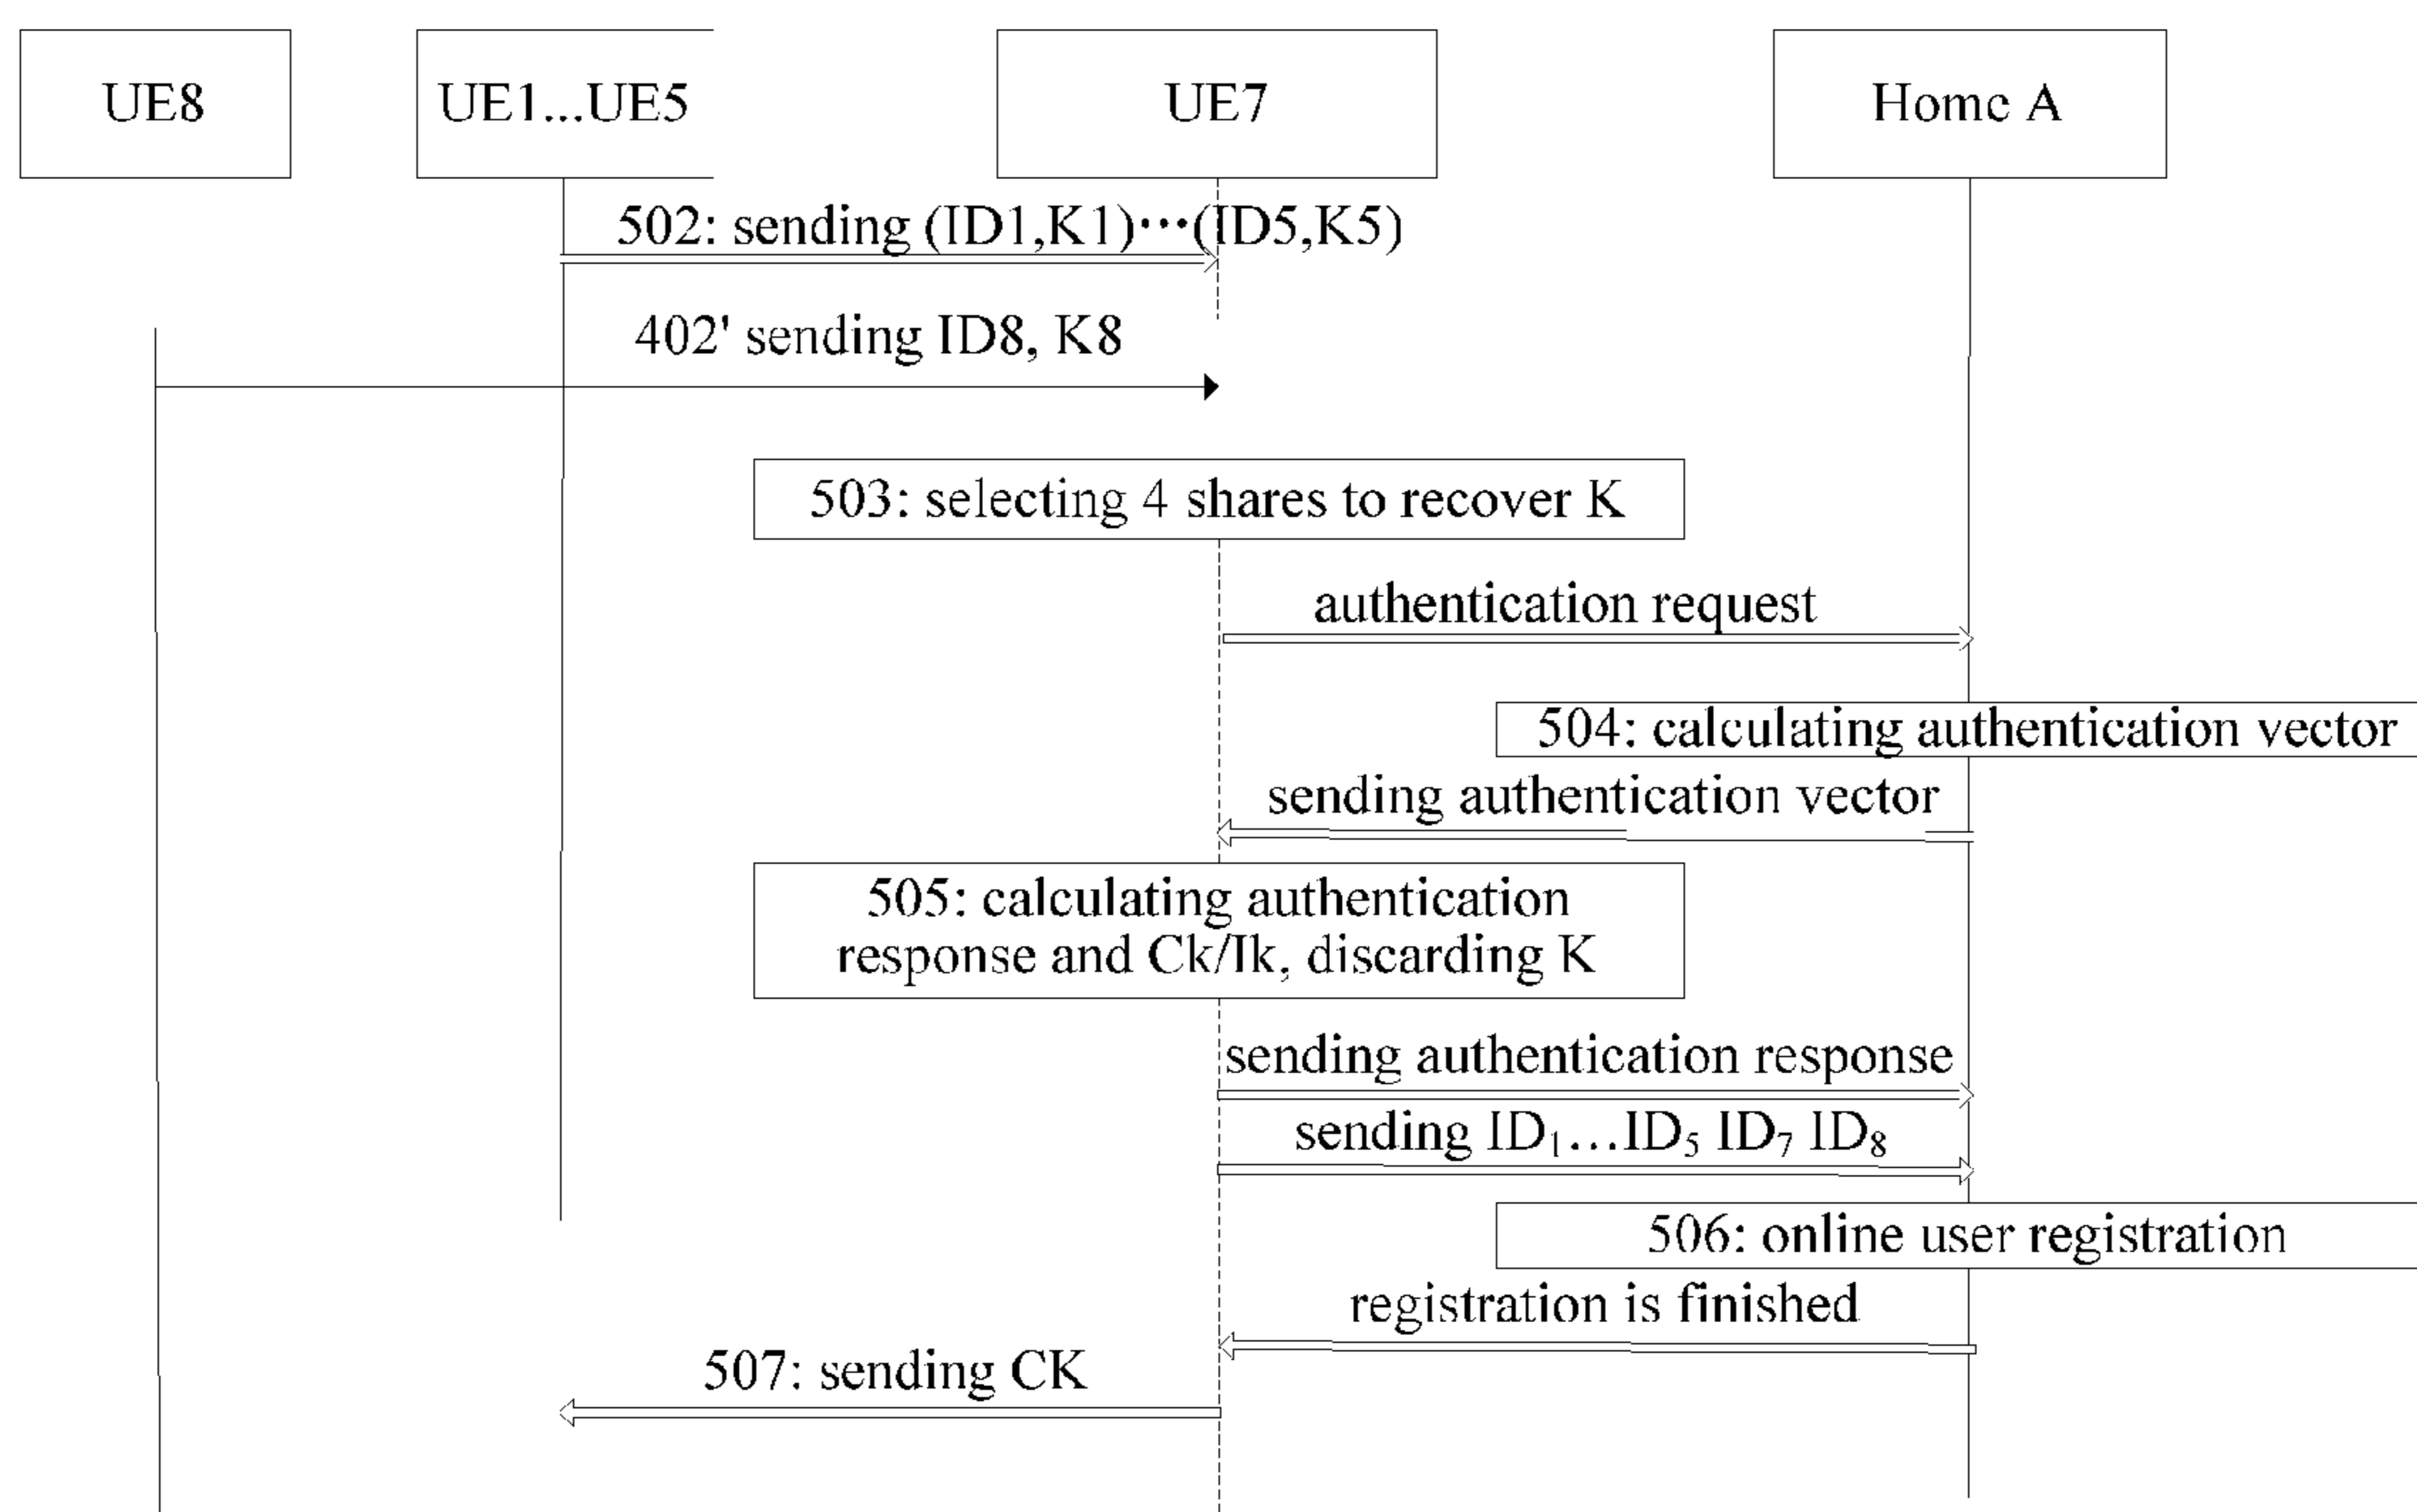 UE8
UE1...UE5
UE7
Home A
502: sending (ID1,K1)···(ID5,K5)
402' sending ID8, K8
503: selecting 4 shares to recover K
authentication request
504: calculating authentication vector
sending authentication vector
505: calculating authentication
response and Ck/Ik, discarding K
sending authentication response
sending ID₁...ID₅ ID₇ ID₈
506: online user registration
registration is finished
507: sending CK